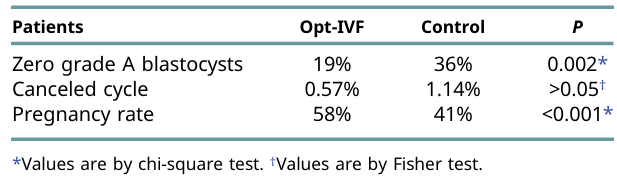 Patients Opt-IVF Control P
Zero grade A blastocysts 19% 36% 0.002*
Canceled cycle 0.57% 1.14% >0.05†
Pregnancy rate 58% 41% <0.001*
*Values are by chi-square test. †Values are by Fisher test.